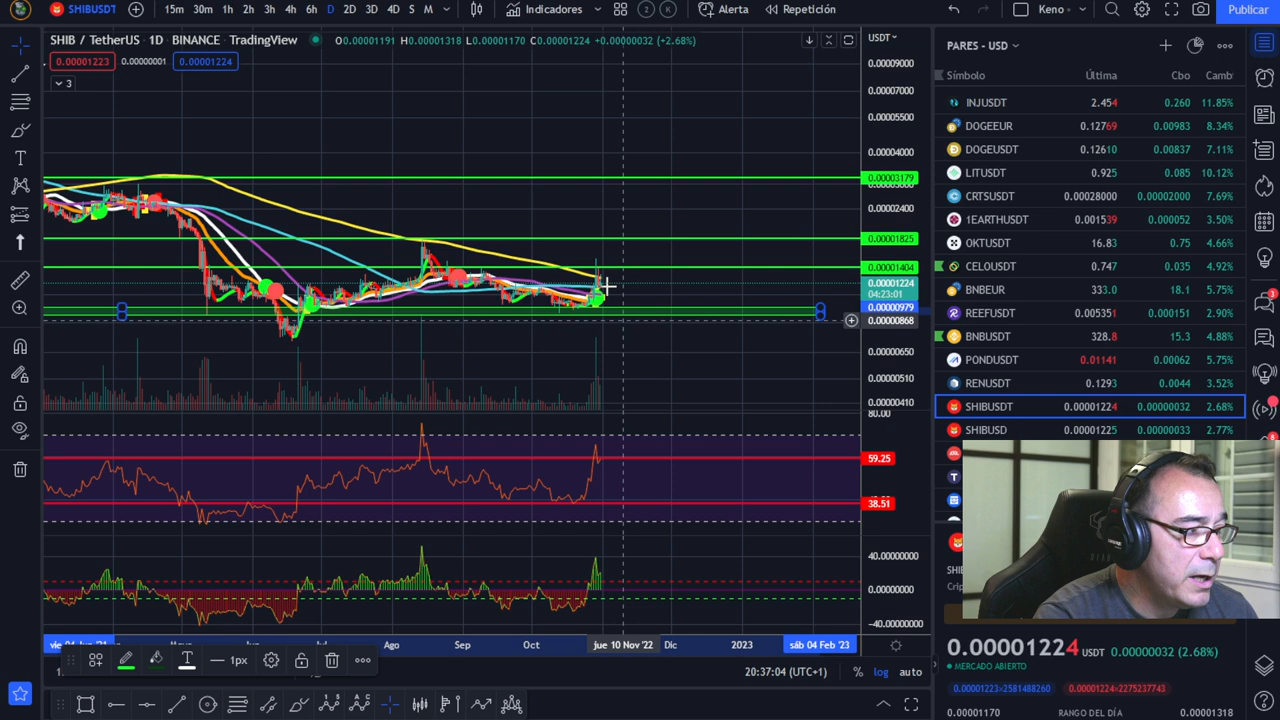 SHIBUSDT
15m 30m 1h 2h 3h 4h 6h D 2D 3D 4D S M
Indicadores
2 K
Alerta
Repetición
Keno
Publicar
SHIB / TetherUS · 1D · BINANCE · TradingView
O0.00001191 H0.00001318 L0.00001170 C0.00001224 +0.00000032 (+2.68%)
0.00001223 0.00000001 0.00001224
3
USDT
0.00009000
0.00007000
0.00005500
0.00004000
0.00003179
0.00002400
0.00001825
0.00001404
0.00001224
04:23:01
0.00000979
0.00000868
0.00000650
0.00000510
0.00000410
80.00
59.25
38.51
40.00000000
0.00000000
-40.00000000
Ago Sep Oct jue 10 Nov '22 Dic 2023 sáb 04 Feb '23
1px
20:37:04 (UTC+1) % log auto
PARES - USD
Símbolo Última Cbo Camb
INJUSDT 2.454 0.260 11.85%
DOGEEUR 0.12769 0.00983 8.34%
DOGEUSDT 0.12610 0.00837 7.11%
LITUSDT 0.925 0.085 10.12%
CRTSUSDT 0.00028000 7.69%
1EARTHUSDT 0.001539 0.000052 3.50%
OKTUSDT 16.83 0.75 4.66%
CELOUSDT 0.747 0.035 4.92%
BNBEUR 333.0 18.1 5.75%
REEFUSDT 0.005351 0.000151 2.90%
BNBUSDT 328.8 15.3 4.88%
PONDUSDT 0.01141 0.00062 5.75%
RENUSDT 0.1293 0.0044 3.52%
SHIBUSDT 0.00001224 0.00000032 2.68%
SHIBUSD 0.00001225 0.00000033 2.77%
0.00001224 USDT 0.00000032 (2.68%)
MERCADO ABIERTO
0.00001223×2581488260 0.00001224×2275237743
0.00001170 RANGO DEL DÍA 0.00001318